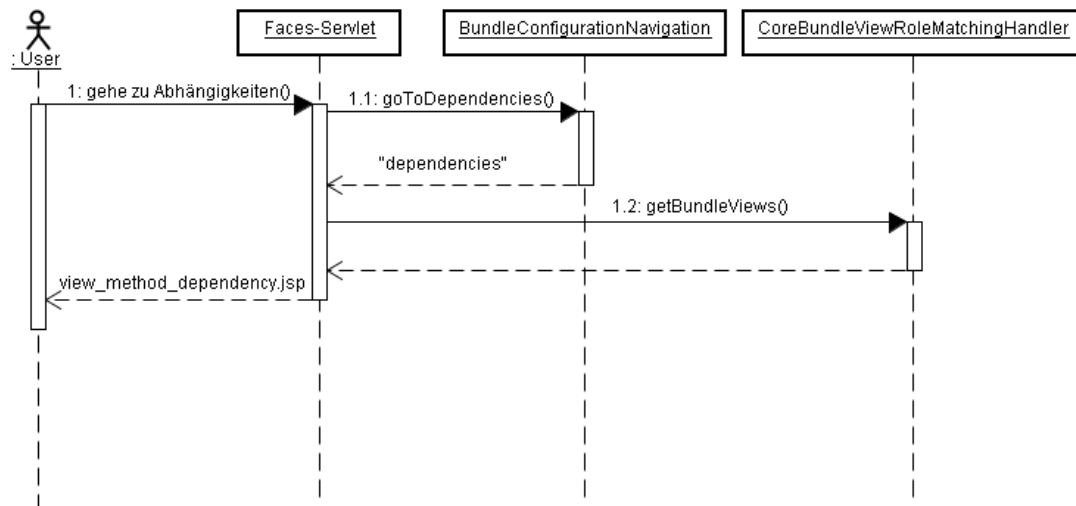 : User
Faces-Servlet
BundleConfigurationNavigation
CoreBundleViewRoleMatchingHandler
1: gehe zu Abhängigkeiten()
1.1: goToDependencies()
"dependencies"
1.2: getBundleViews()
view_method_dependency.jsp